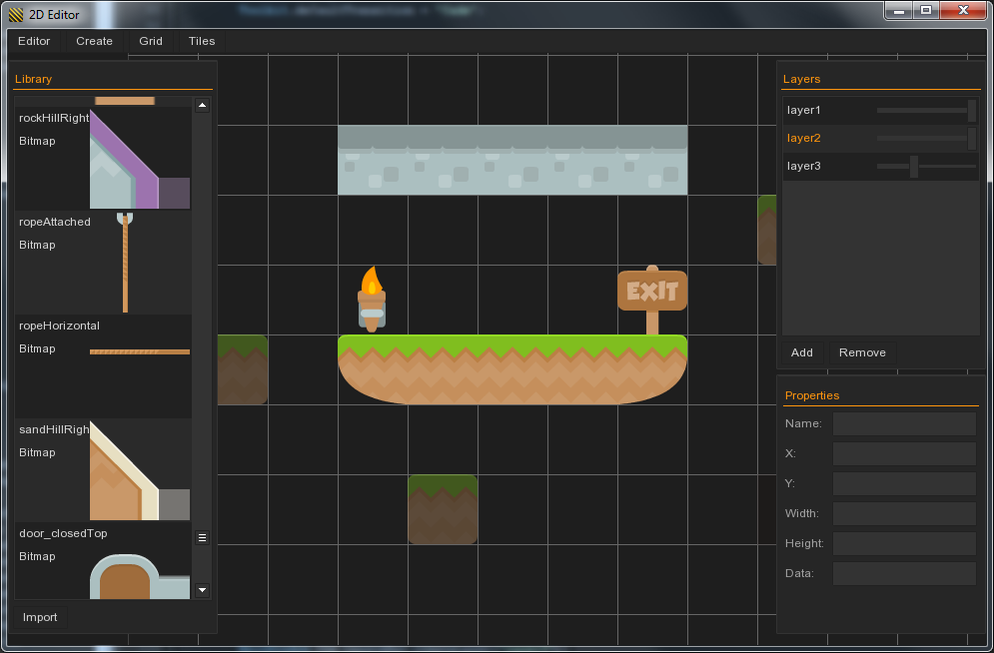 2D Editor
Editor Create Grid Tiles
Library
rockHillRight
Bitmap
ropeAttached
Bitmap
ropeHorizontal
Bitmap
sandHillRigh
Bitmap
door_closedTop
Bitmap
Import
EXIT
Layers
layer1
layer2
layer3
Add Remove
Properties
Name:
X:
Y:
Width:
Height:
Data: